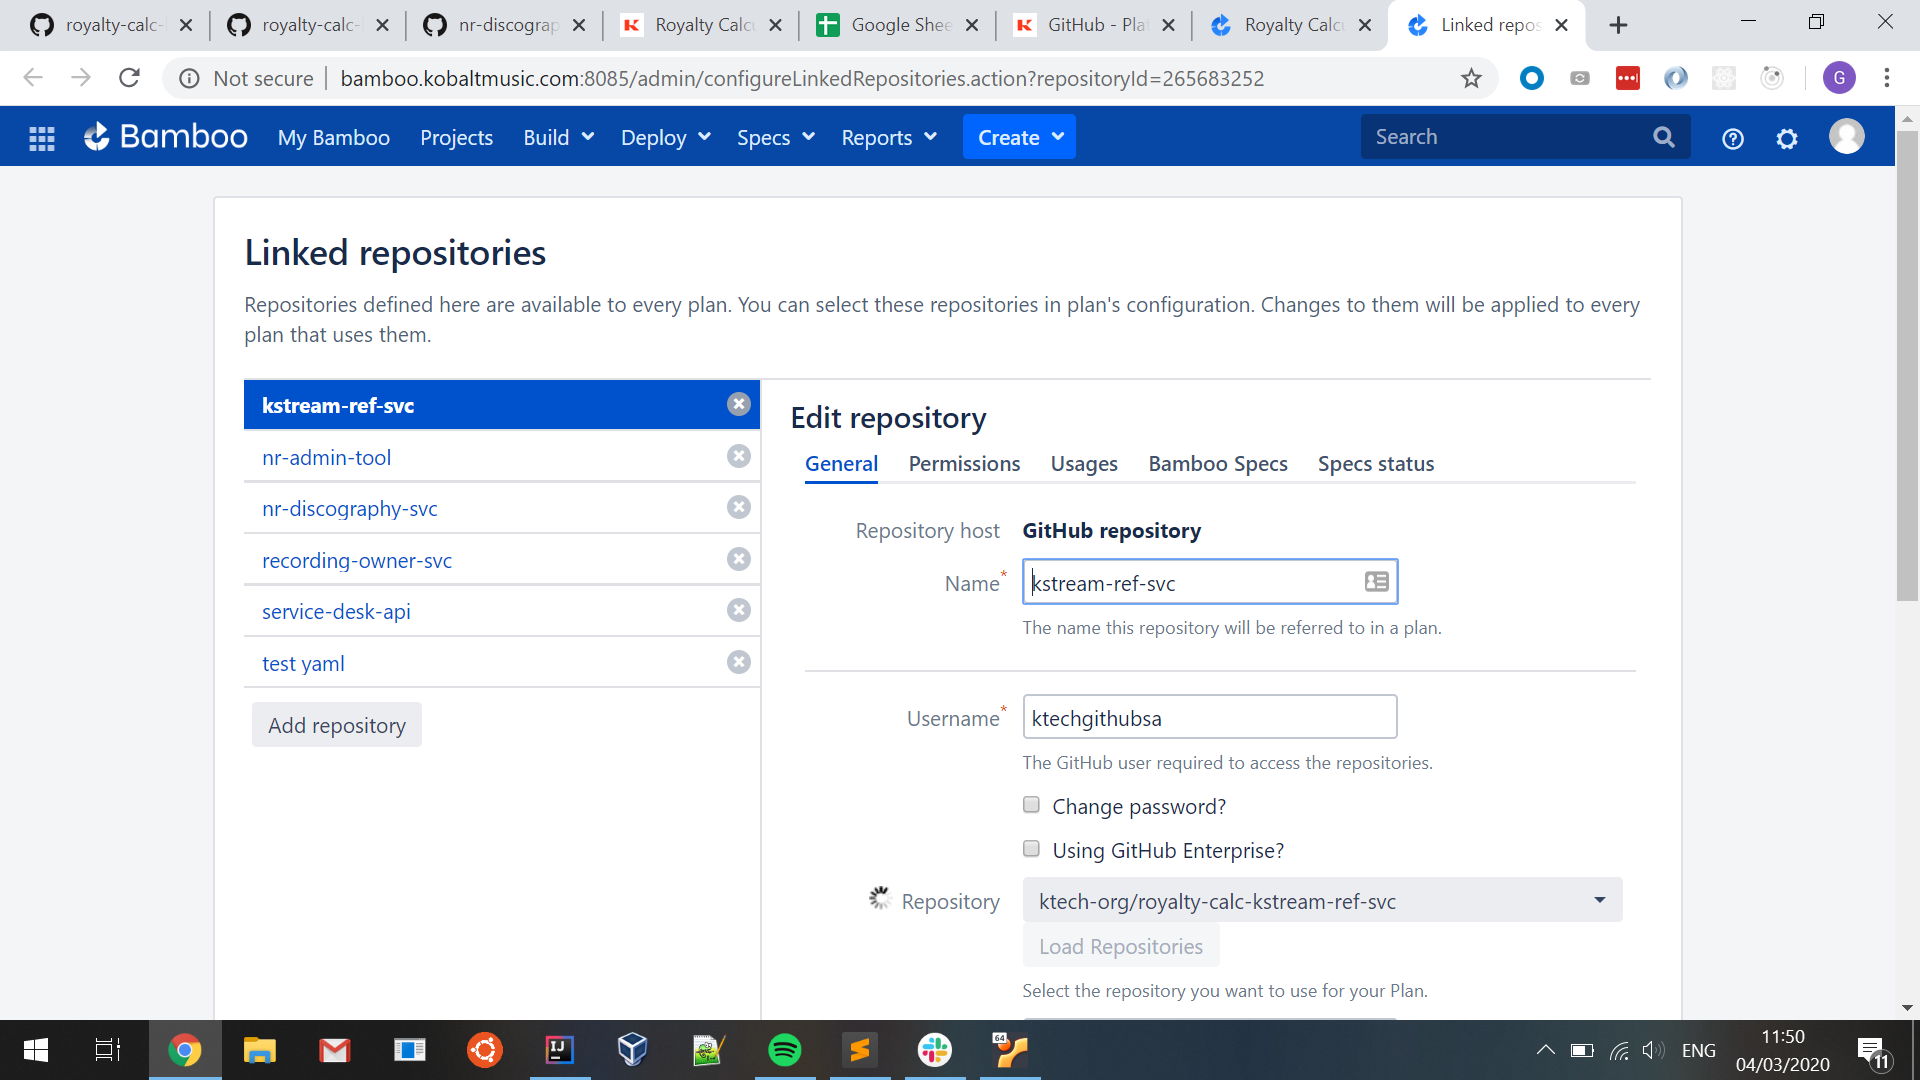 royalty-calc-
royalty-calc-
nr-discograp
Royalty Calcu
Google Shee
GitHub - Pla
Royalty Calcu
Linked repos
Not secure
bamboo.kobaltmusic.com:8085/admin/configureLinkedRepositories.action?repositoryId=265683252
G
Bamboo
My Bamboo
Projects
Build
Deploy
Specs
Reports
Create
Search
Linked repositories
Repositories defined here are available to every plan. You can select these repositories in plan's configuration. Changes to them will be applied to every
plan that uses them.
kstream-ref-svc
nr-admin-tool
nr-discography-svc
recording-owner-svc
service-desk-api
test yaml
Add repository
Edit repository
General
Permissions
Usages
Bamboo Specs
Specs status
Repository host
GitHub repository
Name*
kstream-ref-svc
The name this repository will be referred to in a plan.
Username*
ktechgithubsa
The GitHub user required to access the repositories.
Change password?
Using GitHub Enterprise?
Repository
ktech-org/royalty-calc-kstream-ref-svc
Load Repositories
Select the repository you want to use for your Plan.
IJ
64
ENG
11:50
04/03/2020
11